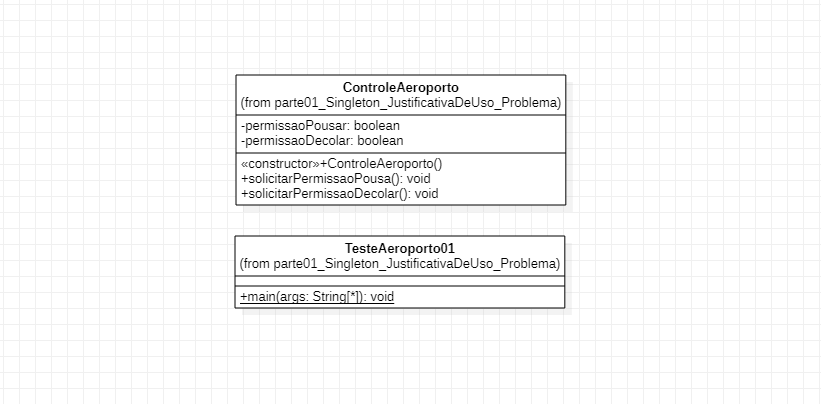 ControleAeroporto
(from parte01_Singleton_JustificativaDeUso_Problema)
-permissaoPousar: boolean
-permissaoDecolar: boolean
«constructor»+ControleAeroporto()
+solicitarPermissaoPousa(): void
+solicitarPermissaoDecolar(): void
TesteAeroporto01
(from parte01_Singleton_JustificativaDeUso_Problema)
+main(args: String[*]): void